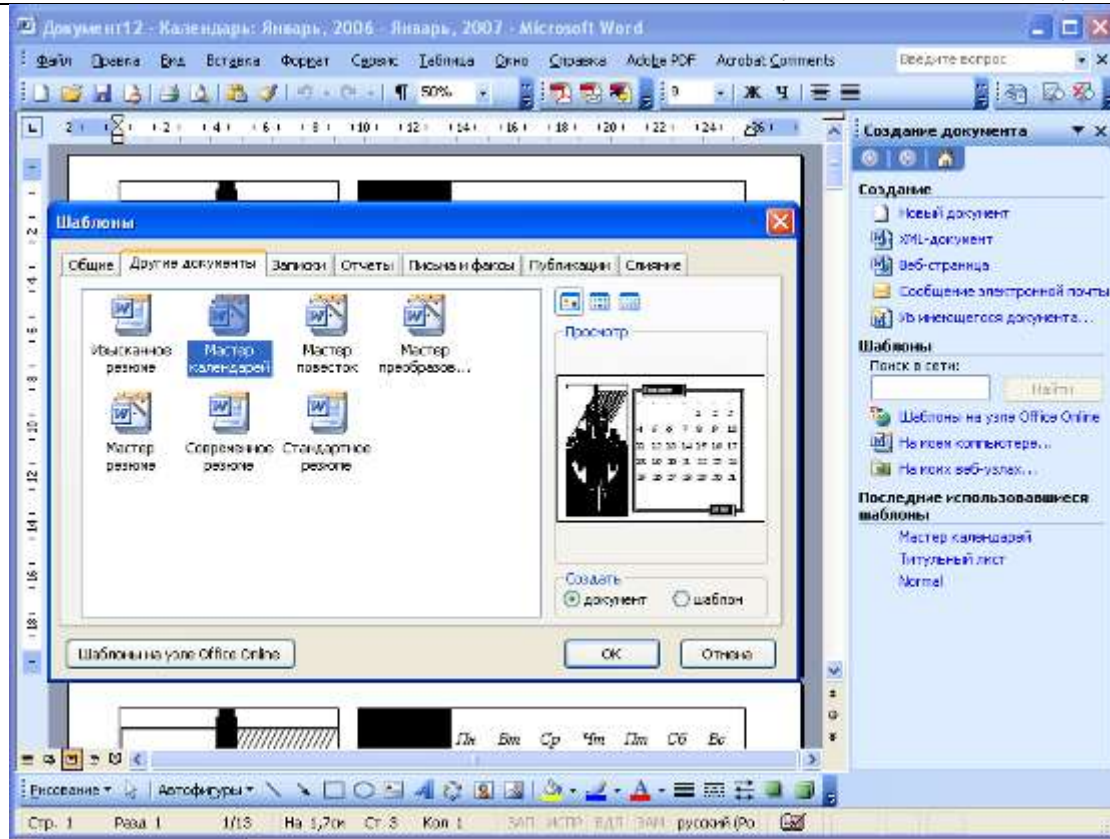 Документ12 - Календарь: Январь, 2006 - Январь, 2007 - Microsoft Word
Файл Правка Вид Вставка Формат Сервис Таблица Окно Справка Adobe PDF Acrobat Comments Введите вопрос
50% 9 Ж Ч
Создание документа
Создание
Новый документ
XML-документ
Веб-страница
Сообщение электронной почты
Из имеющегося документа...
Шаблоны
Поиск в сети:
Найти
Шаблоны на узле Office Online
На моем компьютере...
На моих веб-узлах...
Последние использовавшиеся
шаблоны
Мастер календарей
Титульный лист
Normal
Шаблоны
Общие Другие документы Записки Отчеты Письма и факсы Публикации Слияние
Изысканное
резюме
Мастер
календарей
Мастер
повесток
Мастер
преобразов...
Мастер
резюме
Современное
резюме
Стандартное
резюме
Просмотр
Создать
документ шаблон
Шаблоны на узле Office Online OK Отмена
Пн Вт Ср Чт Пт Сб Вс
Рисование Автофигуры
Стр. 1 Разд 1 1/13 На 1,7см Ст 3 Кол 1 ЗАП ИСПР ВДЛ ЗАМ русский (Ро